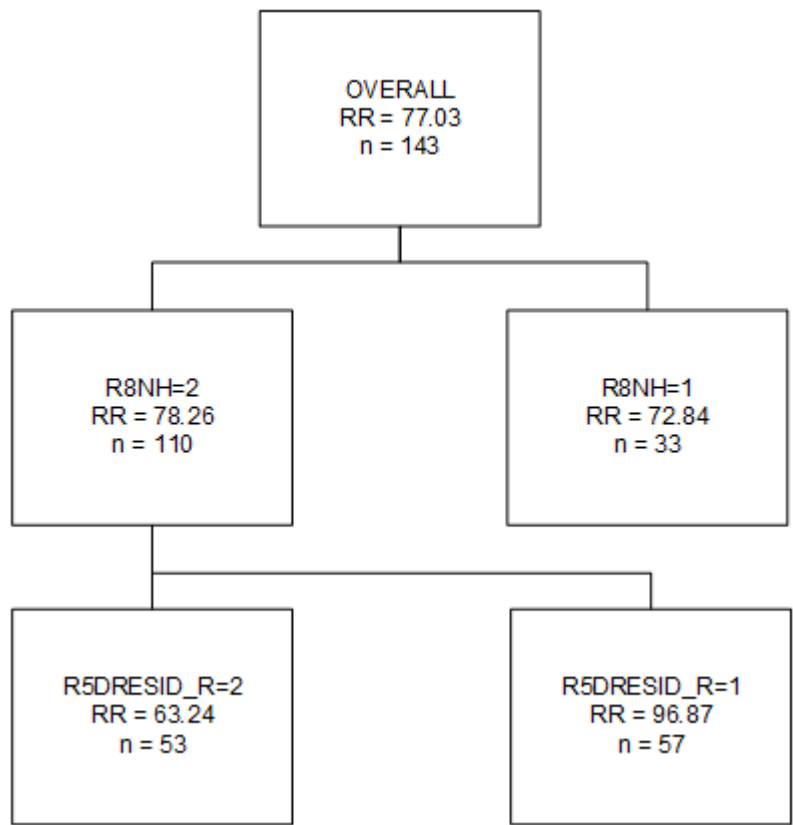 OVERALL
RR = 77.03
n = 143
R8NH=2
RR = 78.26
n = 110
R8NH=1
RR = 72.84
n = 33
R5DRESID_R=2
RR = 63.24
n = 53
R5DRESID_R=1
RR = 96.87
n = 57